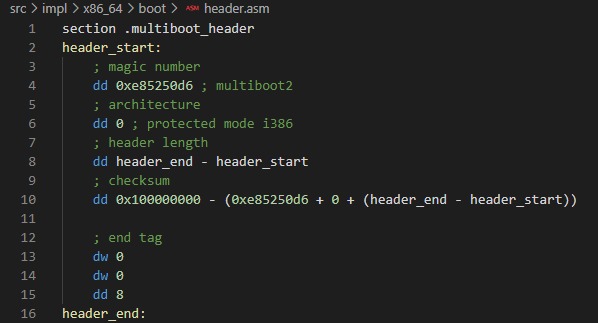 src > impl > x86_64 > boot > ASM header.asm
1 section .multiboot_header
2 header_start:
3     ; magic number
4     dd 0xe85250d6 ; multiboot2
5     ; architecture
6     dd 0 ; protected mode i386
7     ; header length
8     dd header_end - header_start
9     ; checksum
10     dd 0x100000000 - (0xe85250d6 + 0 + (header_end - header_start))
11
12     ; end tag
13     dw 0
14     dw 0
15     dd 8
16 header_end: